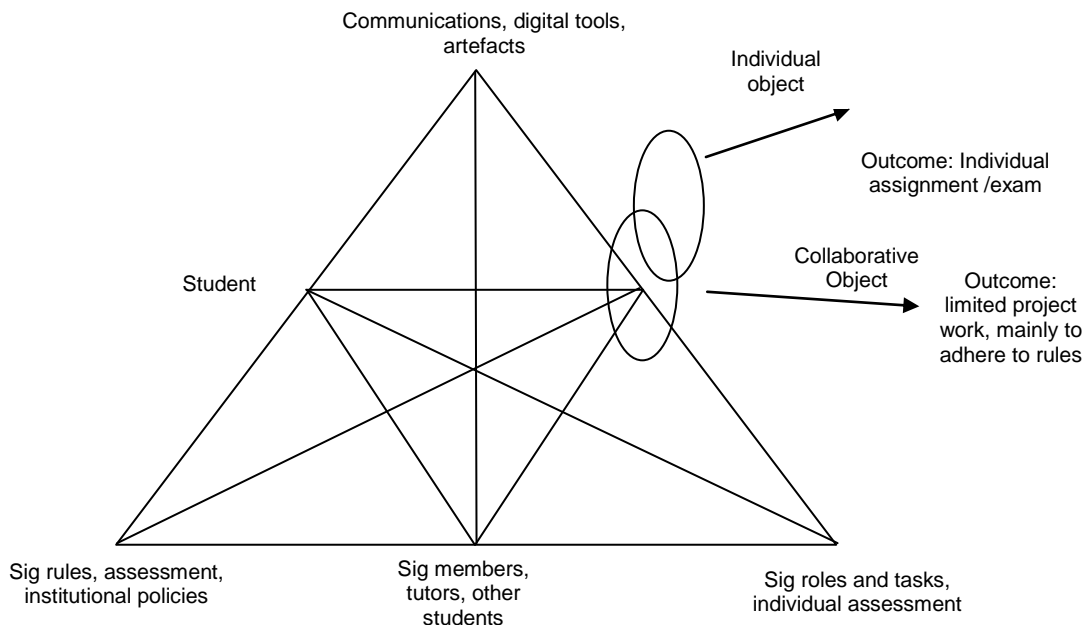 Communications, digital tools,
artefacts
Individual
object
Outcome: Individual
assignment /exam
Collaborative
Object
Student
Outcome:
limited project
work, mainly to
adhere to rules
Sig rules, assessment,
institutional policies
Sig members,
tutors, other
students
Sig roles and tasks,
individual assessment